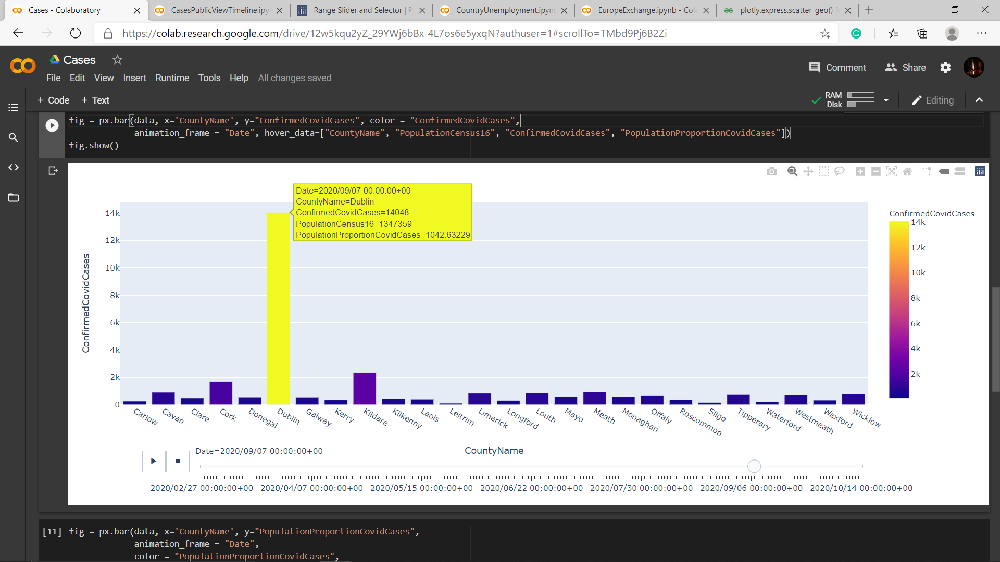 Cases - Colaboratory
CasesPublicViewTimeline.ipyn
Range Slider and Selector | P
CountryUnemployment.ipynl
EuropeExchange.ipynb - Cola
plotly.express.scatter_geo() f
https://colab.research.google.com/drive/12w5kqu2yZ_29YWj6bBx-4L7os6e5yxqN?authuser=1#scrollTo=TMbd9Pj6B2Zi
Cases
Comment
Share
File Edit View Insert Runtime Tools Help All changes saved
+ Code + Text
RAM
Disk
Editing
fig = px.bar(data, x='CountyName', y="ConfirmedCovidCases", color = "ConfirmedCovidCases",
animation_frame = "Date", hover_data=["CountyName", "PopulationCensus16", "ConfirmedCovidCases", "PopulationProportionCovidCases"])
fig.show()
Date=2020/09/07 00:00:00+00
CountyName=Dublin
ConfirmedCovidCases=14048
PopulationCensus16=1347359
PopulationProportionCovidCases=1042.63229
ConfirmedCovidCases
14k
12k
10k
8k
6k
4k
2k
0
ConfirmedCovidCases
14k
12k
10k
8k
6k
4k
2k
Carlow
Cavan
Clare
Cork
Donegal
Dublin
Galway
Kerry
Kildare
Kilkenny
Laois
Leitrim
Limerick
Longford
Louth
Mayo
Meath
Monaghan
Offaly
Roscommon
Sligo
Tipperary
Waterford
Westmeath
Wexford
Wicklow
CountyName
Date=2020/09/07 00:00:00+00
2020/02/27 00:00:00+00
2020/04/07 00:00:00+00
2020/05/15 00:00:00+00
2020/06/22 00:00:00+00
2020/07/30 00:00:00+00
2020/09/06 00:00:00+00
2020/10/14 00:00:00+00
[11] fig = px.bar(data, x='CountyName', y="PopulationProportionCovidCases",
animation_frame = "Date",
color = "PopulationProportionCovidCases",